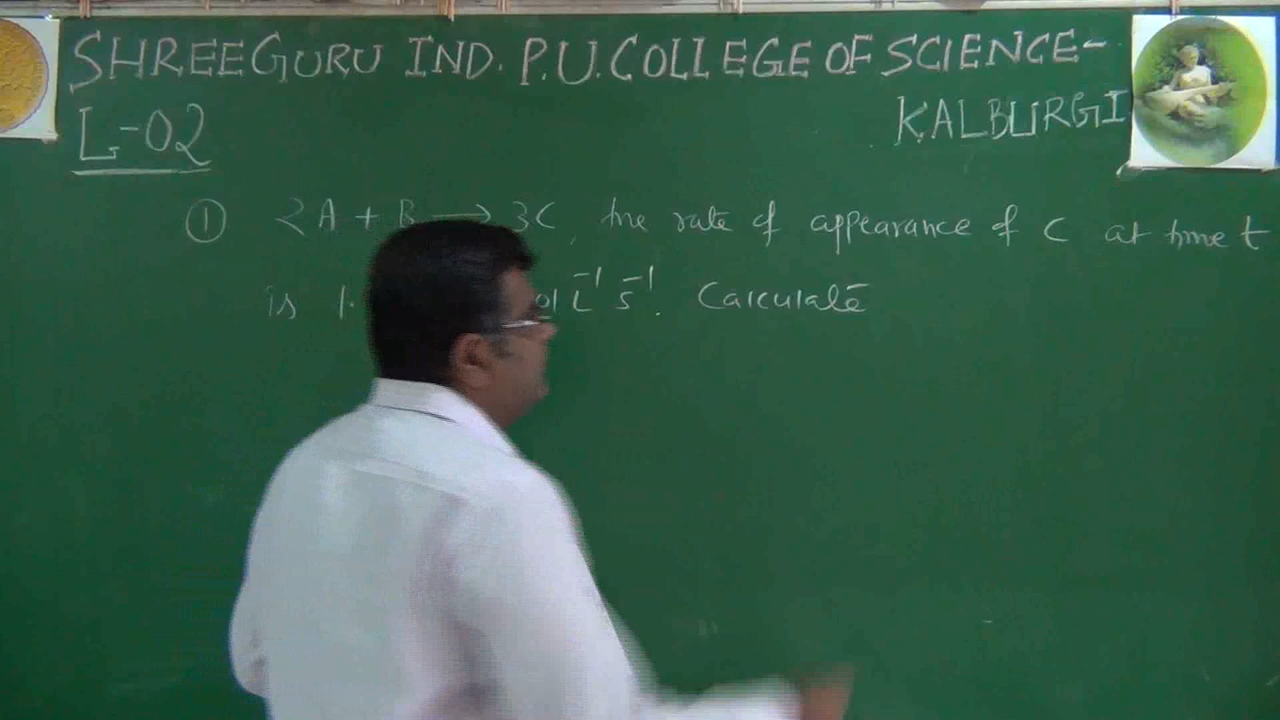 SHREEGURU IND. P.U. COLLEGE OF SCIENCE-
KALBURGI
L-02
① 2A + B → 3C, the rate of appearance of C at time t
is 1. ol L⁻¹ S⁻¹. Calculate